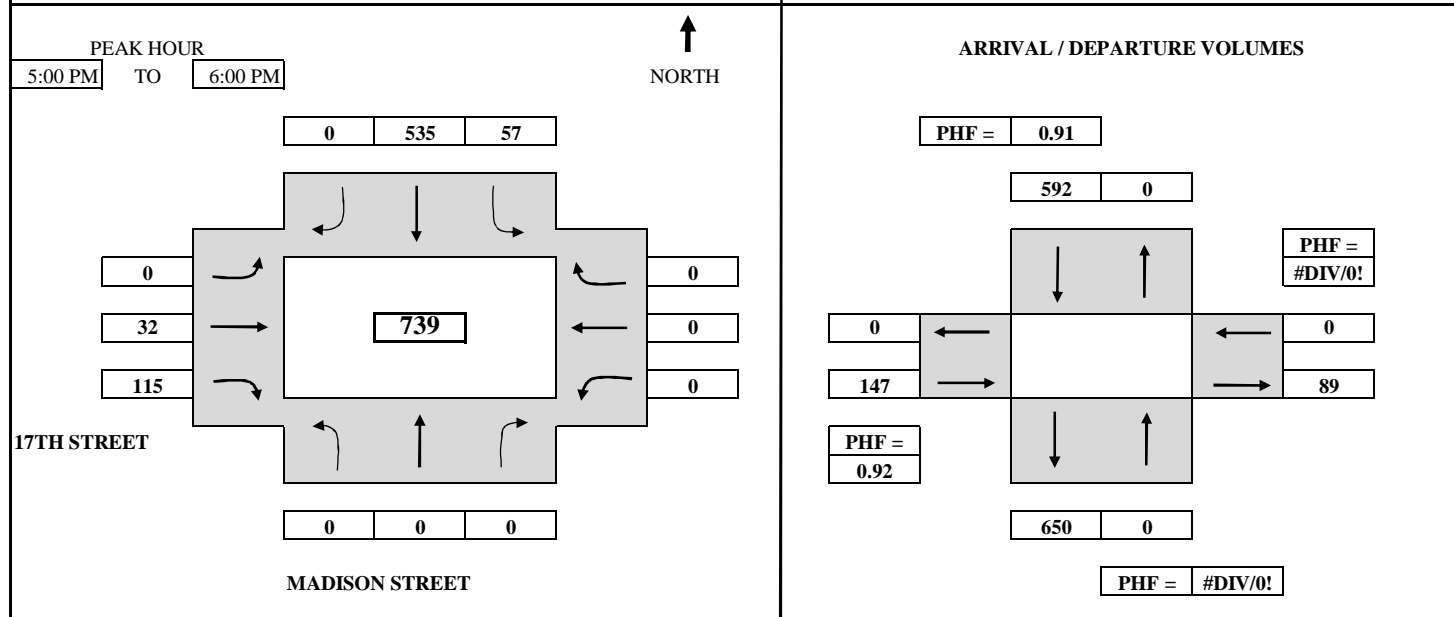 PEAK HOUR
5:00 PM TO 6:00 PM
NORTH
0 535 57
0 0
32 739 0
115 0
17TH STREET
0 0 0
MADISON STREET
ARRIVAL / DEPARTURE VOLUMES
PHF = 0.91
592 0
PHF =
#DIV/0!
0 0
147 89
PHF =
0.92
650 0
PHF = #DIV/0!